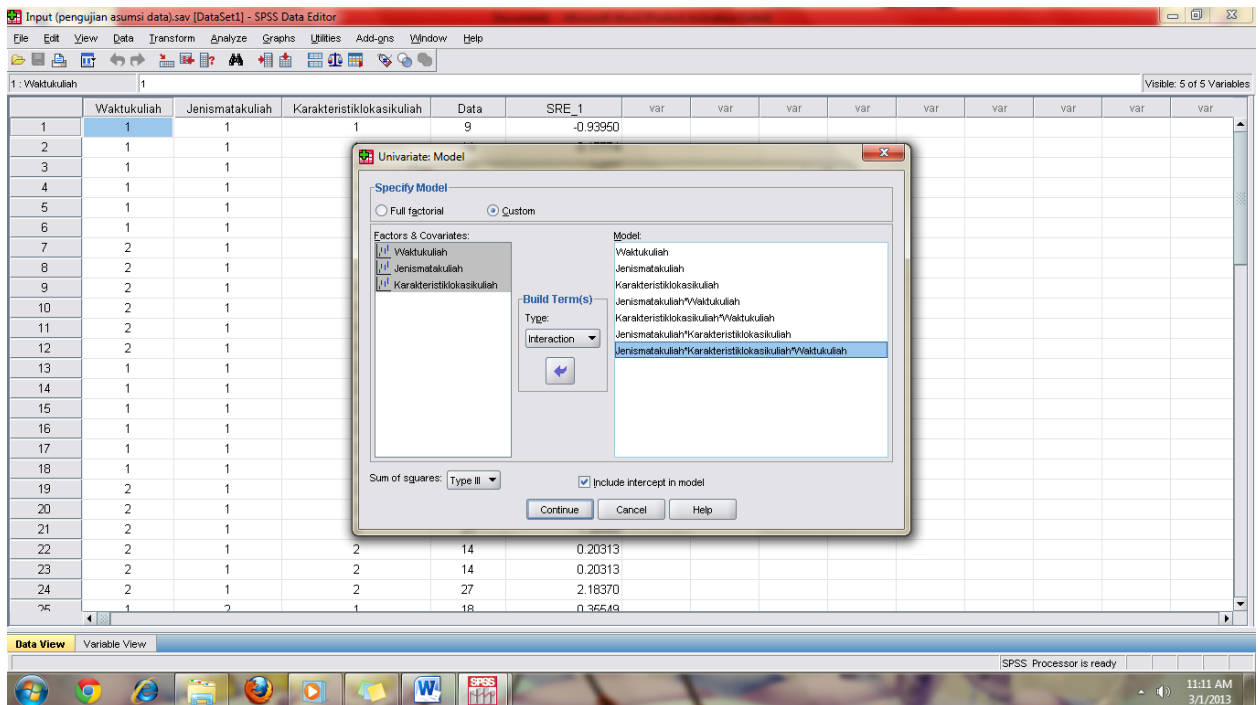 Input (pengujian asumsi data).sav [DataSet1] - SPSS Data Editor
File Edit View Data Transform Analyze Graphs Utilities Add-ons Window Help
1 : Waktukuliah 1 Visible: 5 of 5 Variables
Waktukuliah Jenismatakuliah Karakteristiklokasikuliah Data SRE_1 var var var var var var var var var
1 1 1 1 9 -0.93950
2 1 1
3 1 1
4 1 1
5 1 1
6 1 1
7 2 1
8 2 1
9 2 1
10 2 1
11 2 1
12 2 1
13 1 1
14 1 1
15 1 1
16 1 1
17 1 1
18 1 1
19 2 1
20 2 1
21 2 1
22 2 1 2 14 0.20313
23 2 1 2 14 0.20313
24 2 1 2 27 2.18370
25 1 2 1 18 0.35549
Univariate: Model
Specify Model
Full factorial Custom
Factors & Covariates:
Waktukuliah
Jenismatakuliah
Karakteristiklokasikuliah
Build Term(s)
Type:
Interaction
Model:
Waktukuliah
Jenismatakuliah
Karakteristiklokasikuliah
Jenismatakuliah*Waktukuliah
Karakteristiklokasikuliah*Waktukuliah
Jenismatakuliah*Karakteristiklokasikuliah
Jenismatakuliah*Karakteristiklokasikuliah*Waktukuliah
Sum of squares: Type III Include intercept in model
Continue Cancel Help
Data View Variable View
SPSS Processor is ready
SPSS
11:11 AM
3/1/2013